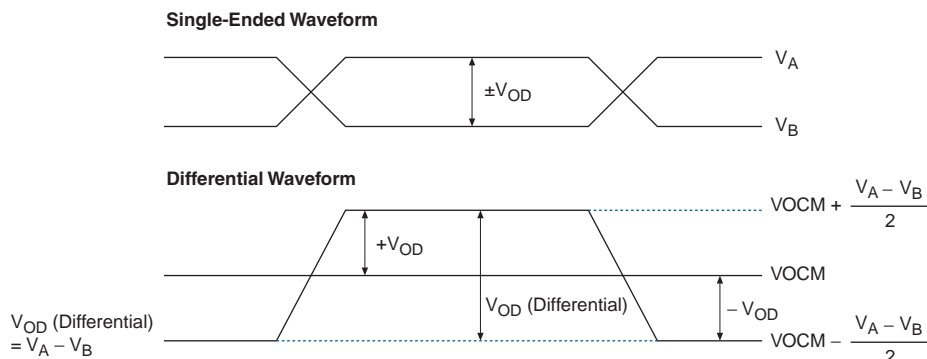 Single-Ended Waveform
V_A
±V_OD
V_B
Differential Waveform
VOCM + (V_A – V_B) / 2
+V_OD
VOCM
V_OD (Differential)
– V_OD
V_OD (Differential)
= V_A – V_B
VOCM – (V_A – V_B) / 2